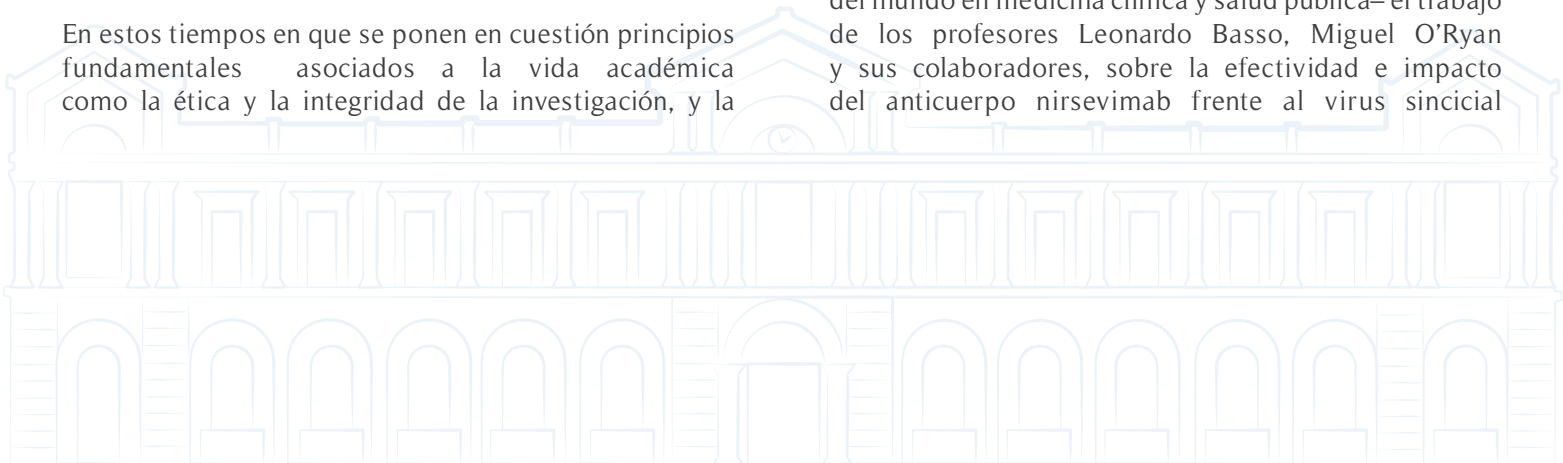 En estos tiempos en que se ponen en cuestión principios
fundamentales asociados a la vida académica
como la ética y la integridad de la investigación, y la
del mundo en medicina clínica y salud pública– el trabajo
de los profesores Leonardo Basso, Miguel O’Ryan
y sus colaboradores, sobre la efectividad e impacto
del anticuerpo nirsevimab frente al virus sincicial